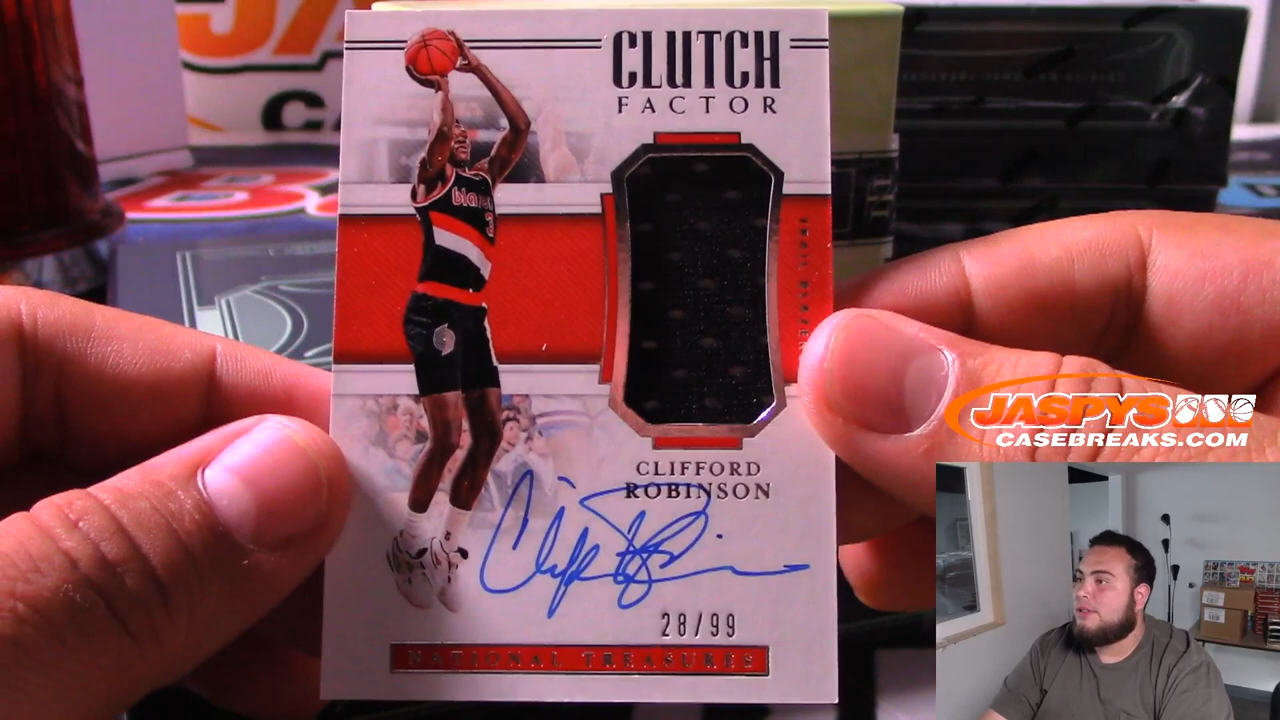 CLUTCH
FACTOR
blazers
CLIFFORD
ROBINSON
28/99
NATIONAL TREASURES
JASPYS
CASEBREAKS.COM